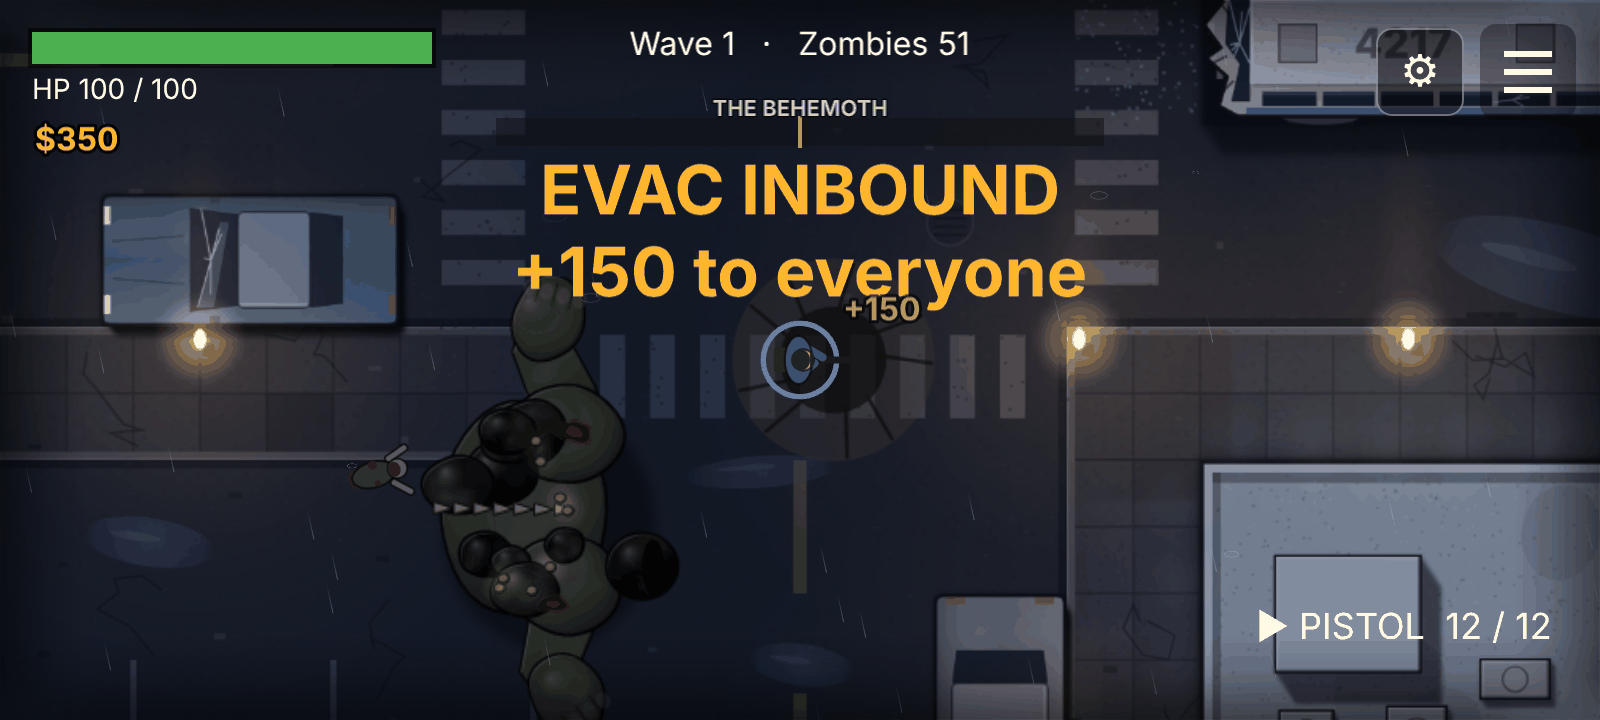 Wave 1 · Zombies 51
4217
HP 100 / 100
$350
THE BEHEMOTH
EVAC INBOUND
+150 to everyone
+150
PISTOL 12 / 12